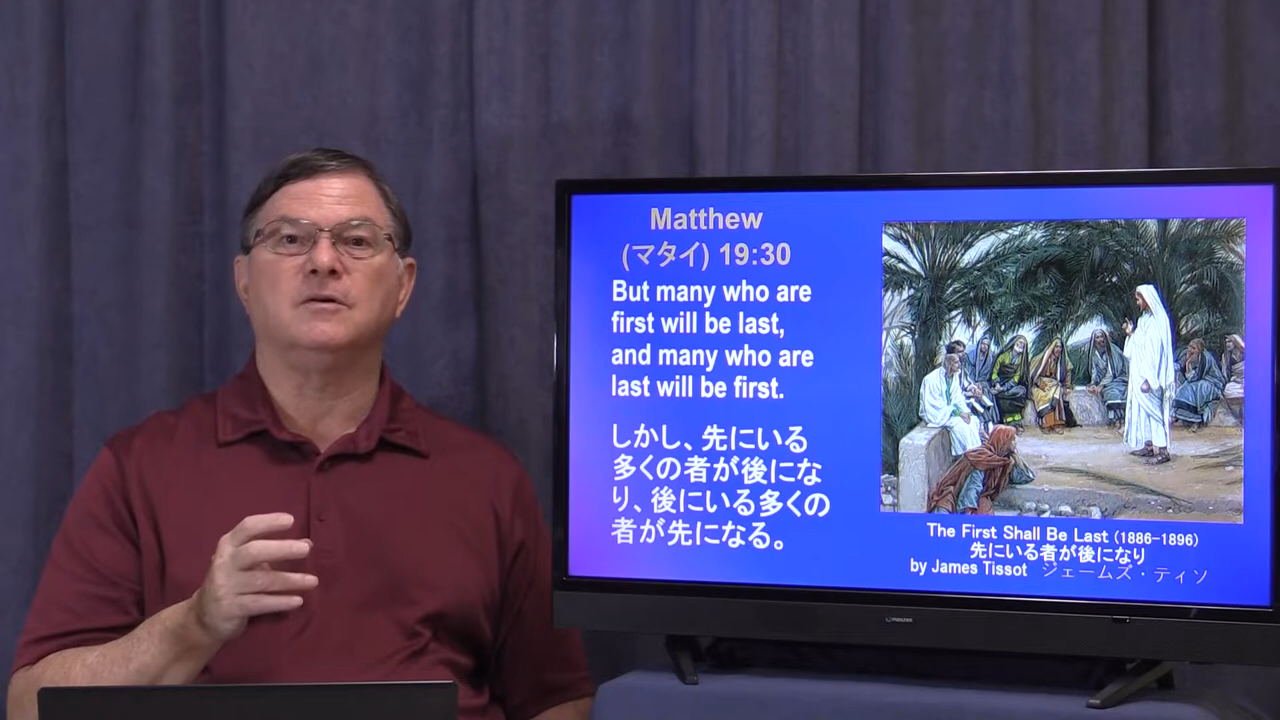 Matthew
(マタイ) 19:30
But many who are
first will be last,
and many who are
last will be first.
しかし、先にいる
多くの者が後にな
り、後にいる多くの
者が先になる。
The First Shall Be Last (1886-1896)
先にいる者が後になり
by James Tissot ジェームズ・ティソ